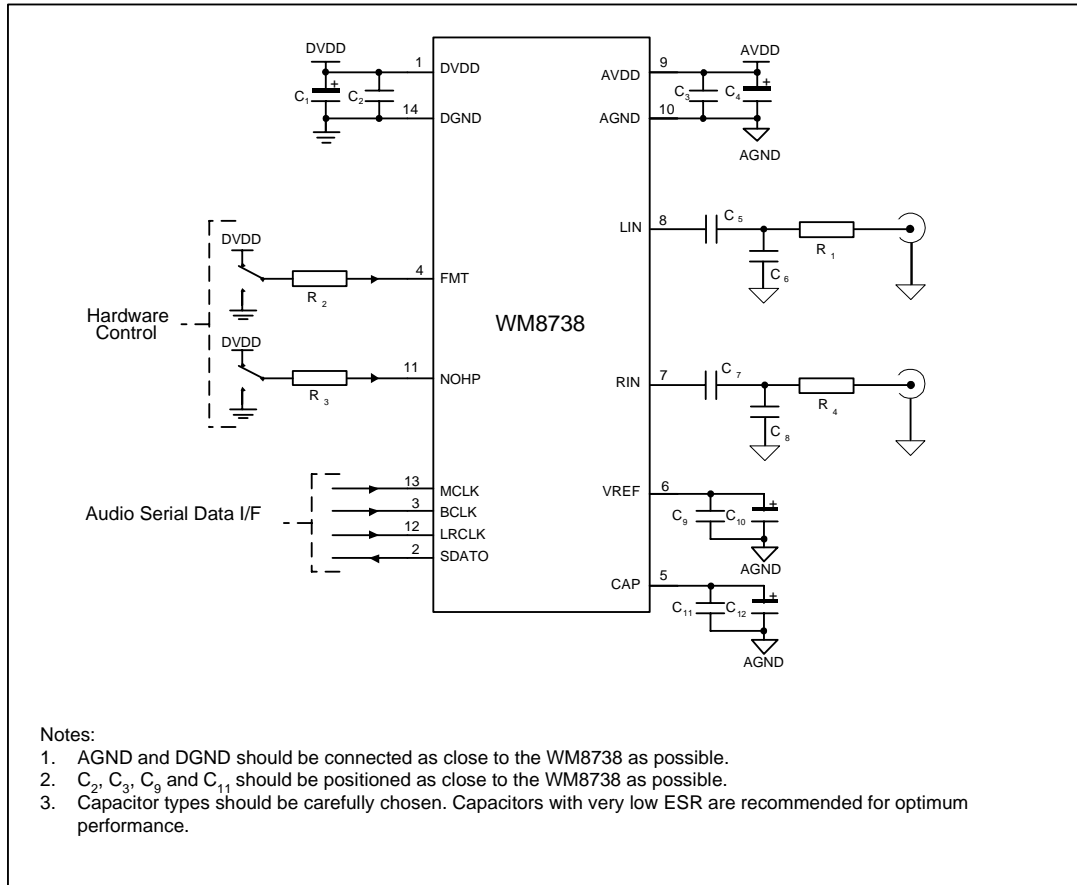 DVDD
AVDD
1
DVDD
9
AVDD
C1
+
C2
C3
C4
+
14
DGND
10
AGND
AGND
LIN
8
C5
C6
R1
Hardware
Control
DVDD
R2
4
FMT
WM8738
DVDD
R3
11
NOHP
RIN
7
C7
C8
R4
Audio Serial Data I/F
13
MCLK
3
BCLK
12
LRCLK
2
SDATO
VREF
6
C9
C10
+
AGND
CAP
5
C11
C12
+
AGND
Notes:
1. AGND and DGND should be connected as close to the WM8738 as possible.
2. C2, C3, C9 and C11 should be positioned as close to the WM8738 as possible.
3. Capacitor types should be carefully chosen. Capacitors with very low ESR are recommended for optimum
performance.